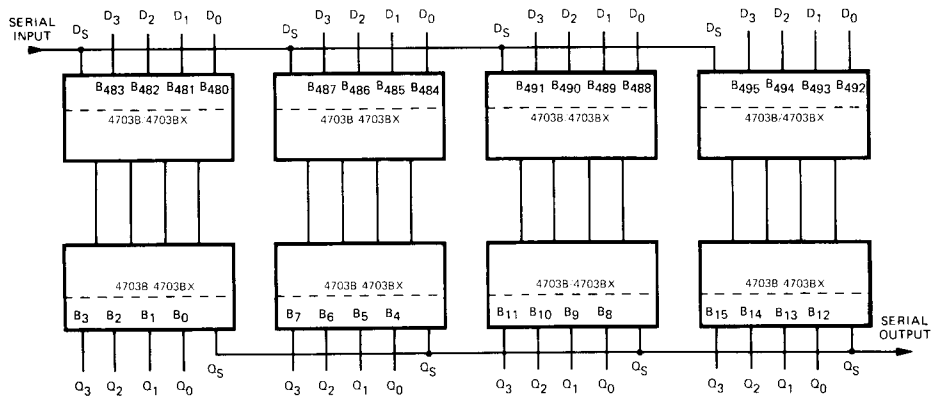 SERIAL INPUT
DS D3 D2 D1 D0 DS D3 D2 D1 D0 DS D3 D2 D1 D0 DS D3 D2 D1 D0
B483 B482 B481 B480 B487 B486 B485 B484 B491 B490 B489 B488 B495 B494 B493 B492
4703B/4703BX 4703B 4703BX 4703B/4703BX 4703B/4703BX
4703B 4703BX 4703B/4703BX 4703B/4703BX 4703B/4703BX
B3 B2 B1 B0 B7 B6 B5 B4 B11 B10 B9 B8 B15 B14 B13 B12
SERIAL OUTPUT
Q3 Q2 Q1 Q0 QS Q3 Q2 Q1 Q0 QS Q3 Q2 Q1 Q0 QS Q3 Q2 Q1 Q0 QS